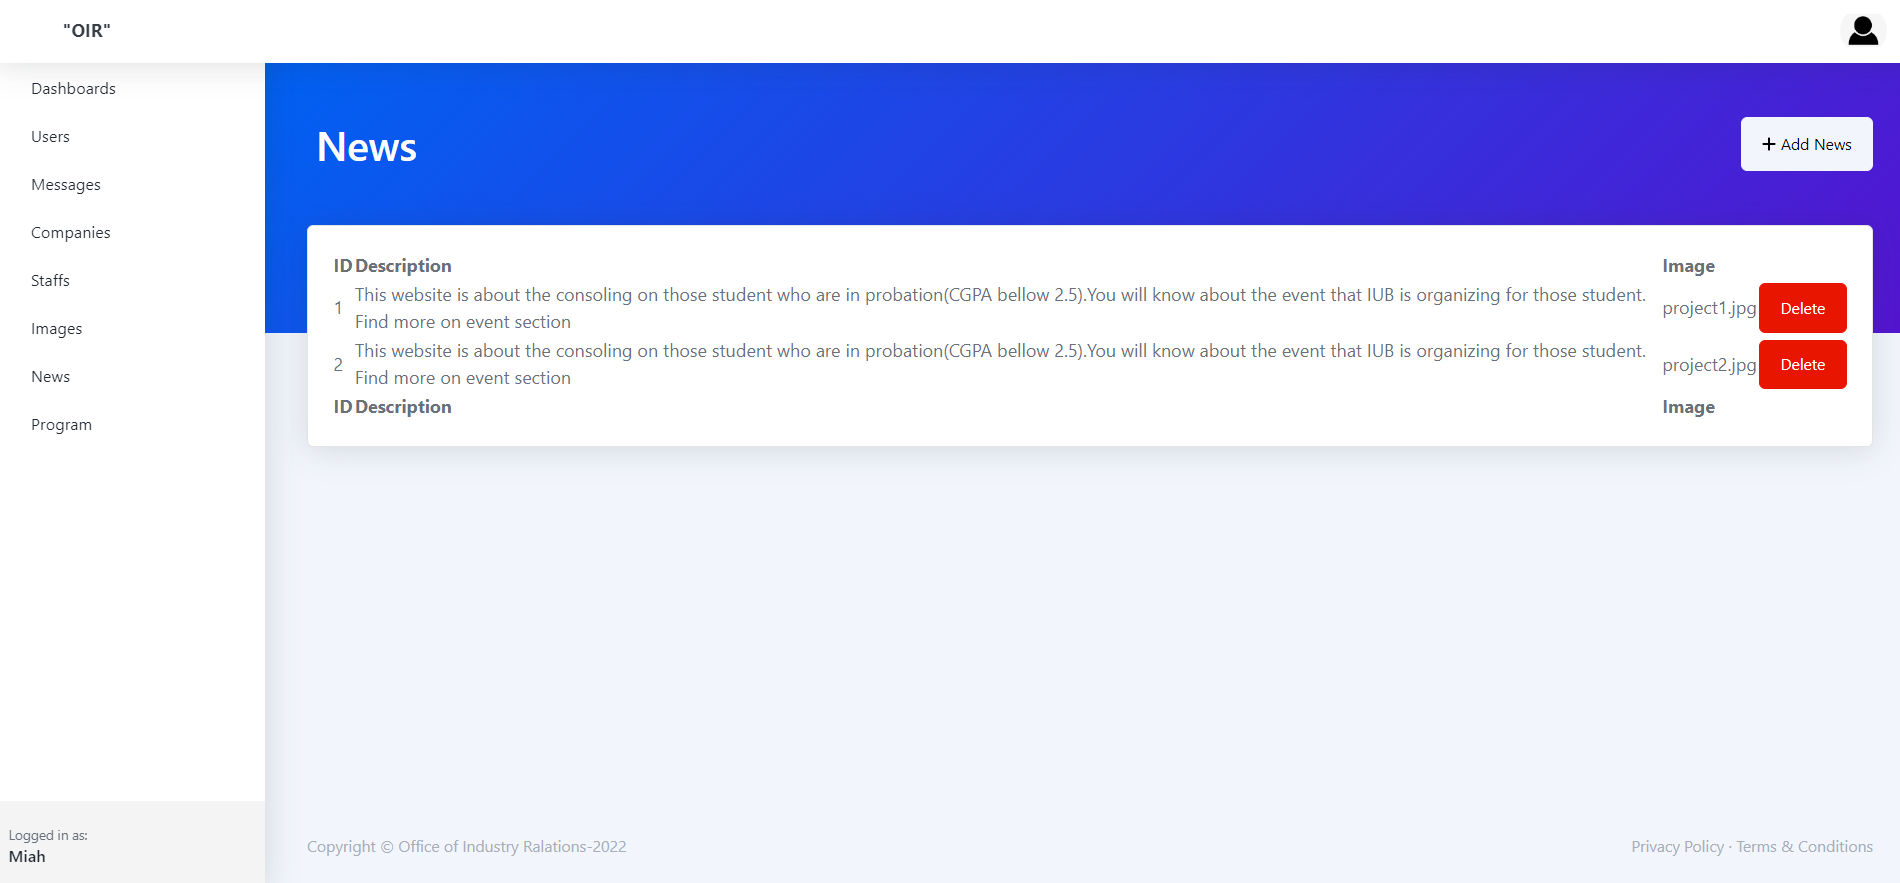 "OIR"
Dashboards
Users
Messages
Companies
Staffs
Images
News
Program
Logged in as:
Miah
News
Add News
ID Description Image
1 This website is about the consoling on those student who are in probation(CGPA bellow 2.5).You will know about the event that IUB is organizing for those student. project1.jpg Delete
Find more on event section
2 This website is about the consoling on those student who are in probation(CGPA bellow 2.5).You will know about the event that IUB is organizing for those student. project2.jpg Delete
Find more on event section
ID Description Image
Copyright © Office of Industry Ralations-2022
Privacy Policy · Terms & Conditions